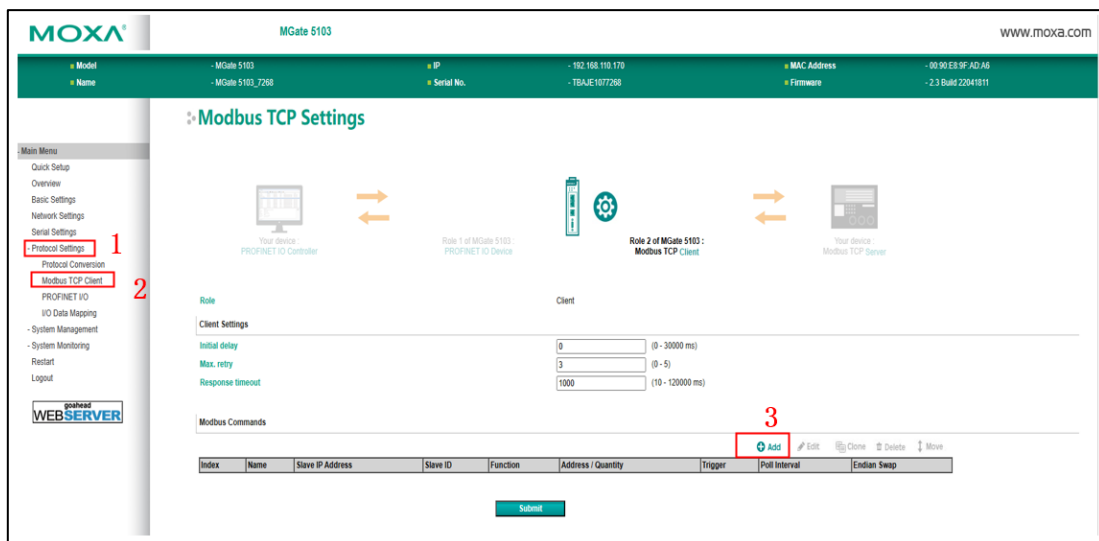 MOXA
MGate 5103
www.moxa.com
Model - MGate 5103 IP - 192.168.110.170 MAC Address - 00:90:E8:9F:AD:A6
Name - MGate 5103_7268 Serial No. - TBAJE1077268 Firmware - 2.3 Build 22041811
Modbus TCP Settings
- Main Menu
Quick Setup
Overview
Basic Settings
Network Settings
Serial Settings
- Protocol Settings 1
Protocol Conversion
Modbus TCP Client 2
PROFINET I/O
I/O Data Mapping
- System Management
- System Monitoring
Restart
Logout
goahead
WEBSERVER
Your device :
PROFINET IO Controller
Role 1 of MGate 5103 :
PROFINET IO Device
Role 2 of MGate 5103 :
Modbus TCP Client
Your device :
Modbus TCP Server
Role Client
Client Settings
Initial delay 0 (0 - 30000 ms)
Max. retry 3 (0 - 5)
Response timeout 1000 (10 - 120000 ms)
Modbus Commands
3
Add Edit Clone Delete Move
Index Name Slave IP Address Slave ID Function Address / Quantity Trigger Poll Interval Endian Swap
Submit